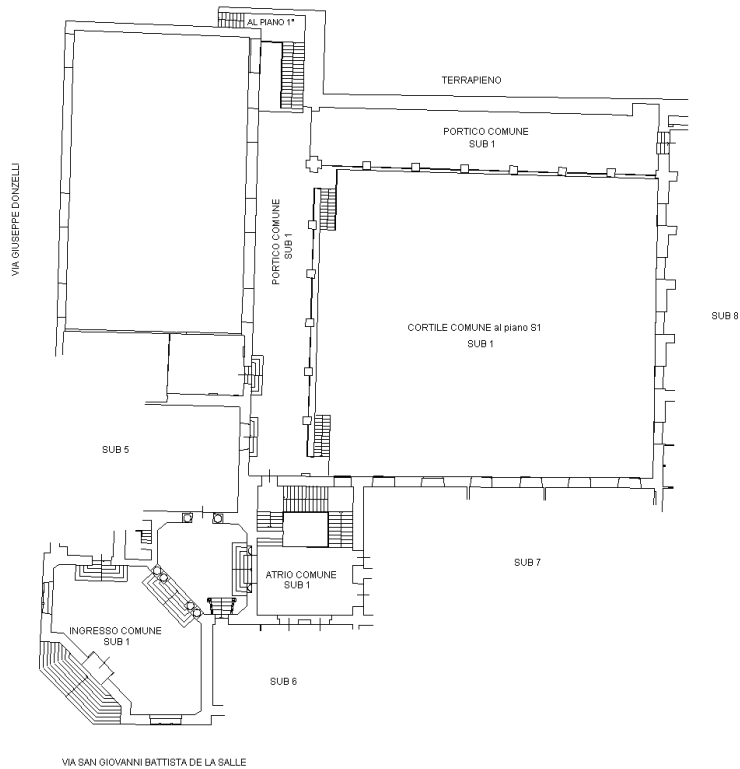 AL PIANO 1°
TERRAPIENO
PORTICO COMUNE
SUB 1
VIA GIUSEPPE DONZELLI
PORTICO COMUNE
SUB 1
SUB 8
CORTILE COMUNE al piano S1
SUB 1
SUB 5
SUB 7
ATRIO COMUNE
SUB 1
INGRESSO COMUNE
SUB 1
SUB 6
VIA SAN GIOVANNI BATTISTA DE LA SALLE